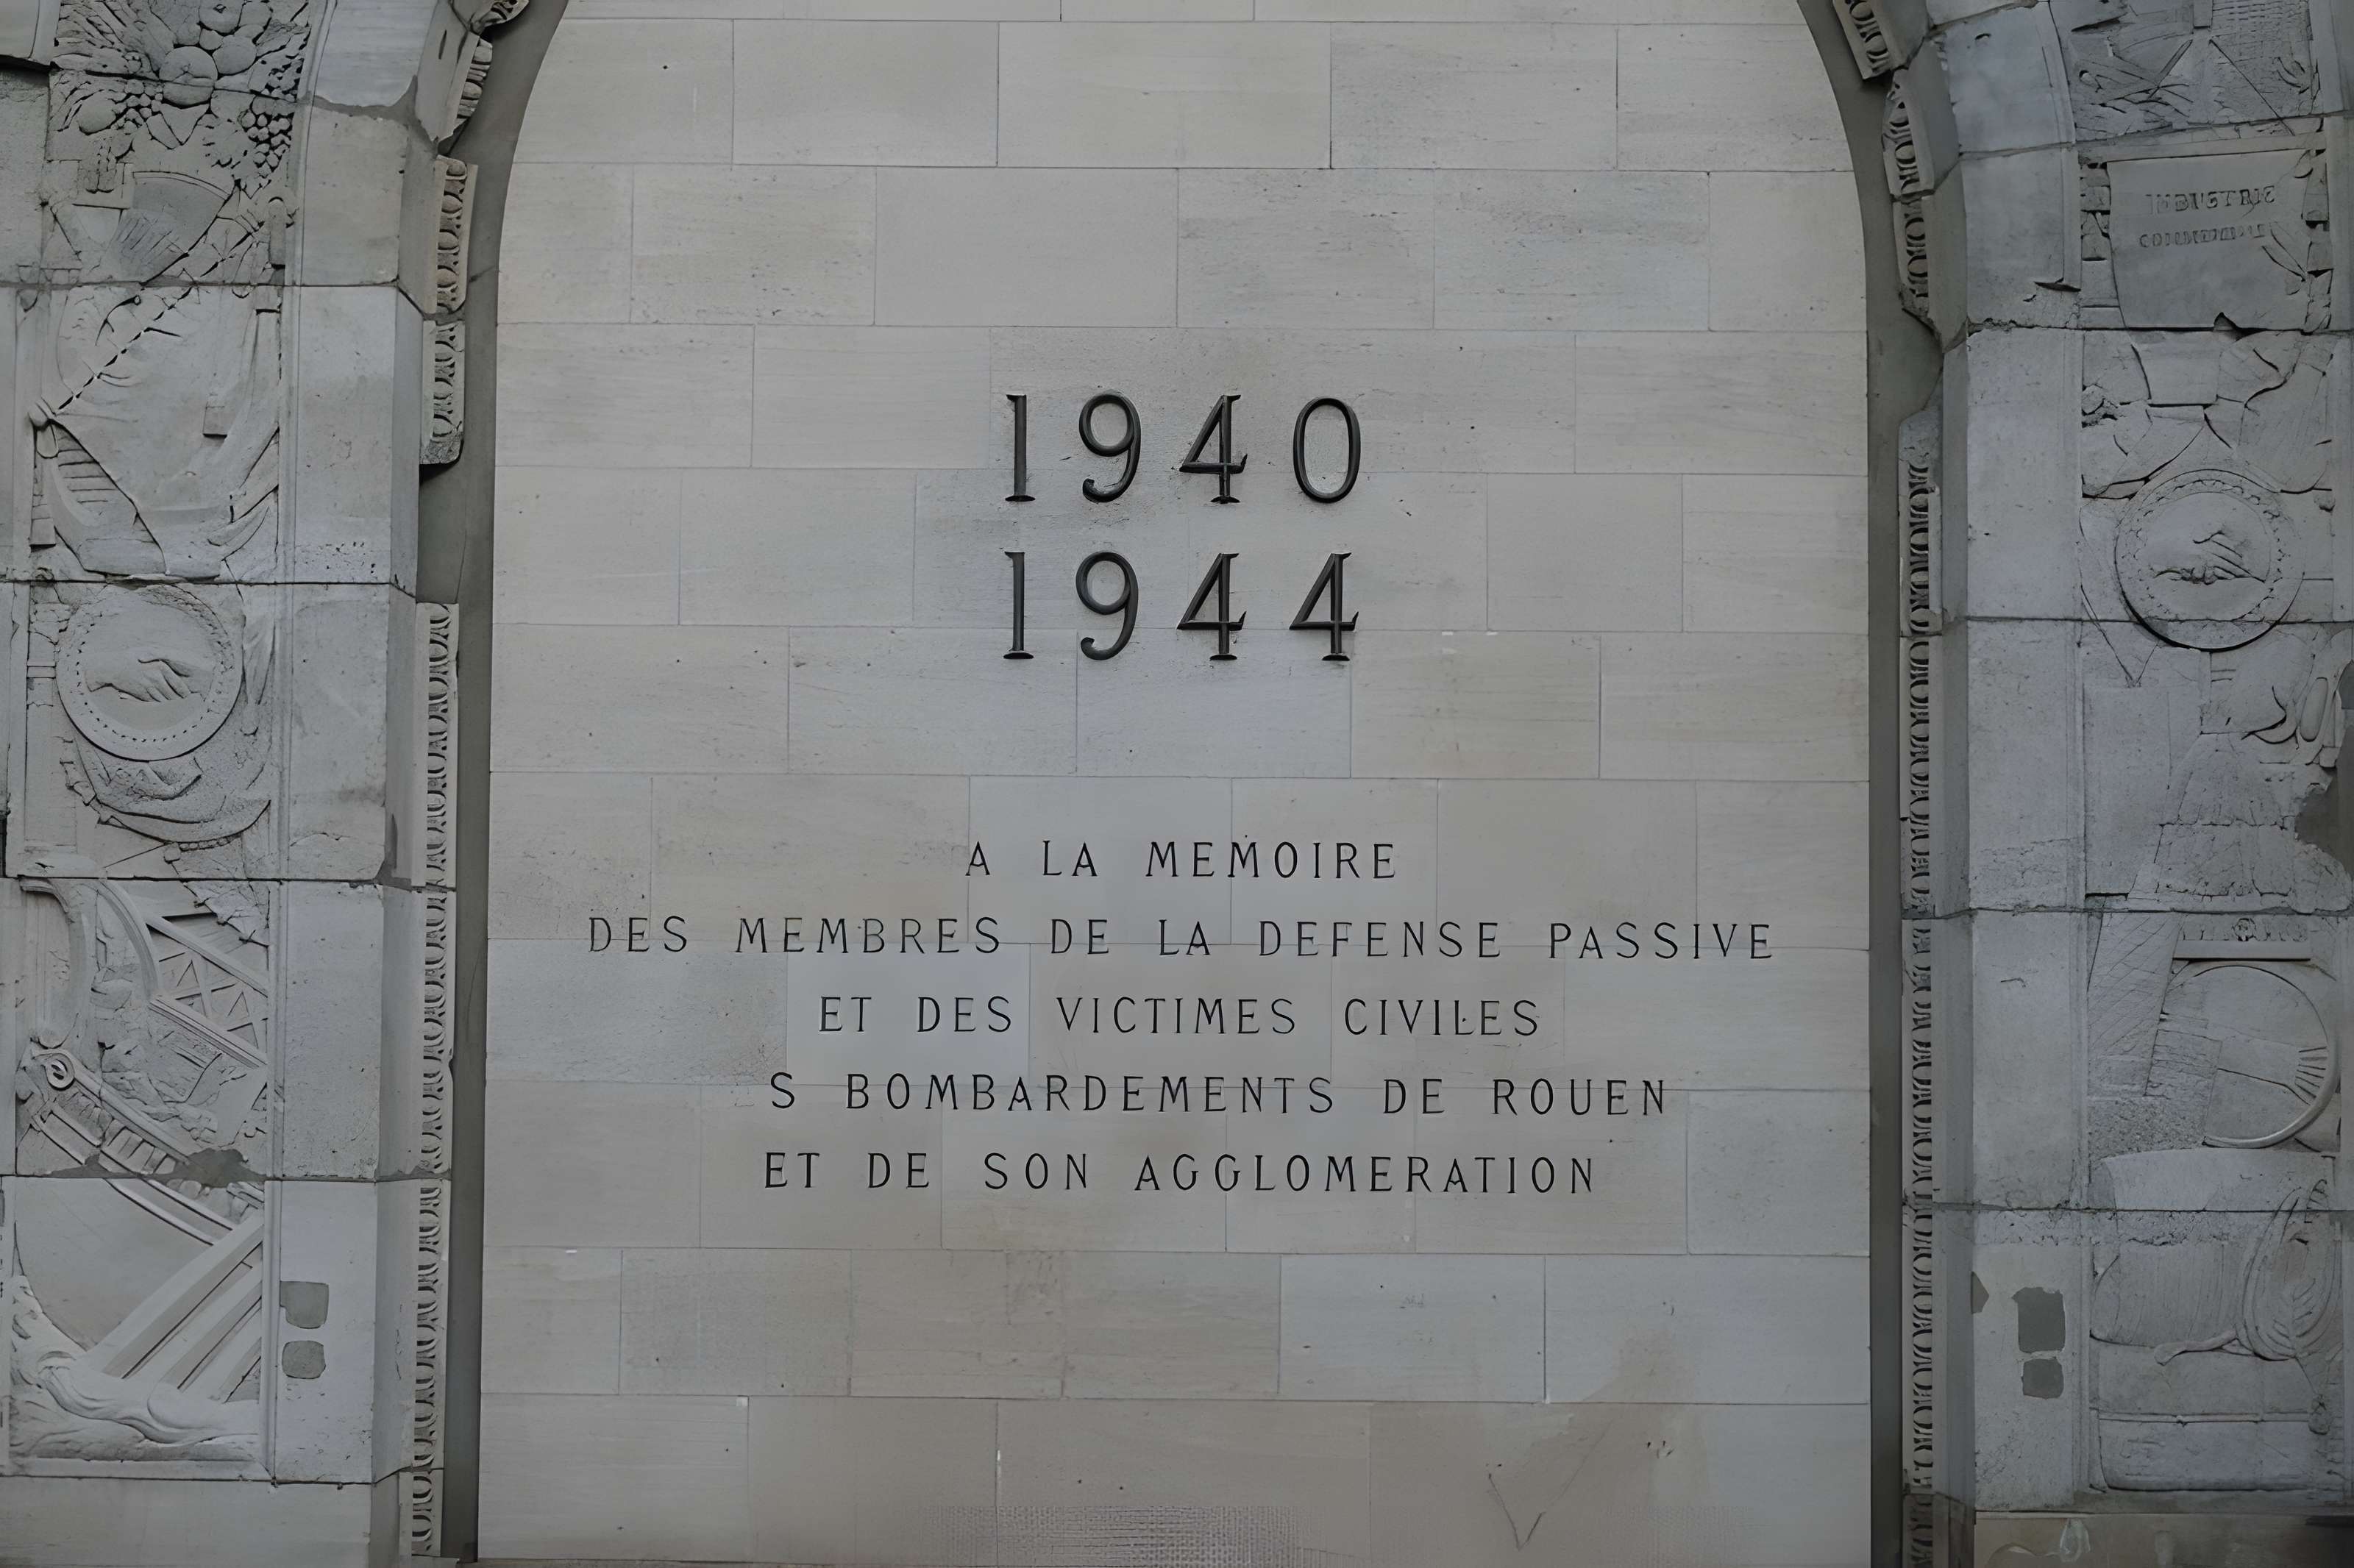 INDUSTRIE
1940
1944
A LA MEMOIRE
DES MEMBRES DE LA DEFENSE PASSIVE
ET DES VICTIMES CIVILES
S BOMBARDEMENTS DE ROUEN
ET DE SON AGGLOMERATION